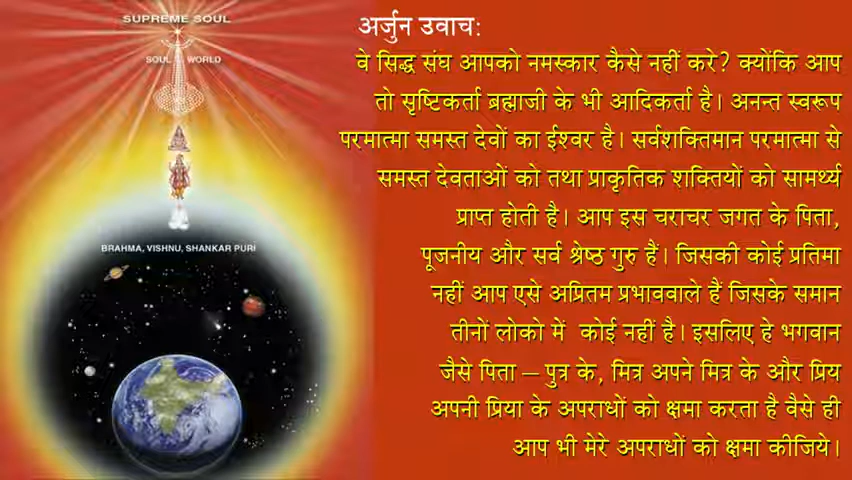 SUPREME SOUL
SOUL WORLD
BRAHMA, VISHNU, SHANKAR PURI
अर्जुन उवाच:
वे सिद्ध संघ आपको नमस्कार कैसे नहीं करे? क्योंकि आप
तो सृष्टिकर्ता ब्रह्माजी के भी आदिकर्ता है। अनन्त स्वरूप
परमात्मा समस्त देवों का ईश्वर है। सर्वशक्तिमान परमात्मा से
समस्त देवताओं को तथा प्राकृतिक शक्तियों को सामर्थ्य
प्राप्त होती है। आप इस चराचर जगत के पिता,
पूजनीय और सर्व श्रेष्ठ गुरु हैं। जिसकी कोई प्रतिमा
नहीं आप एसे अप्रितम प्रभाववाले हैं जिसके समान
तीनों लोको में कोई नहीं है। इसलिए हे भगवान
जैसे पिता – पुत्र के, मित्र अपने मित्र के और प्रिय
अपनी प्रिया के अपराधों को क्षमा करता है वैसे ही
आप भी मेरे अपराधों को क्षमा कीजिये।